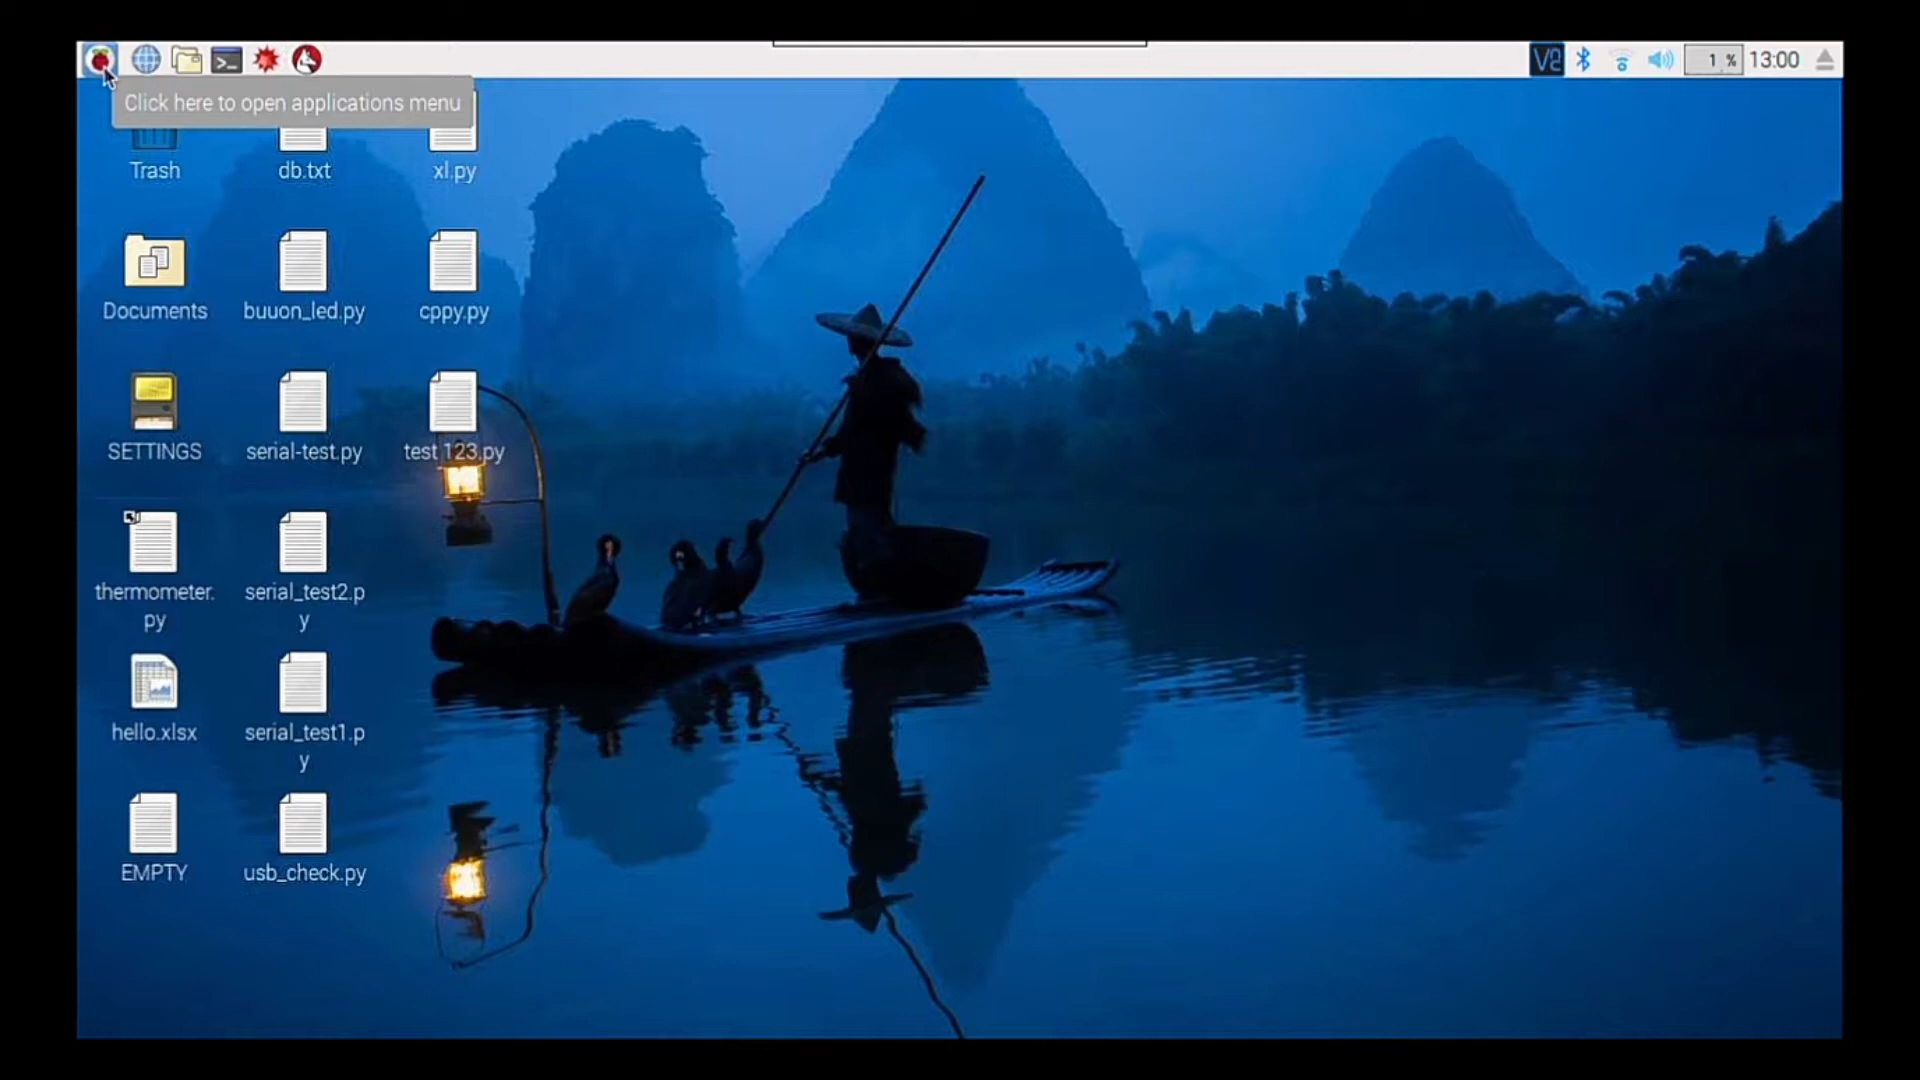 V2
1 %
13:00
Click here to open applications menu
Trash
db.txt
xl.py
Documents
buuon_led.py
cppy.py
SETTINGS
serial-test.py
test 123.py
thermometer.
py
serial_test2.p
y
hello.xlsx
serial_test1.p
y
EMPTY
usb_check.py